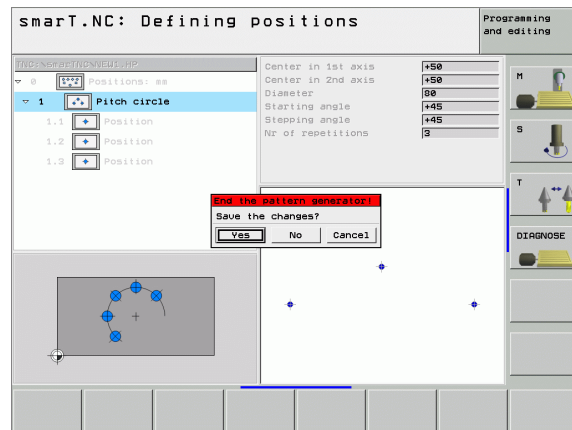 smarT.NC: Defining positions
Programming
and editing
TNC:\smarTNC\NEW1.HP
0 Positions: mm
1 Pitch circle
1.1 Position
1.2 Position
1.3 Position
Center in 1st axis +50
Center in 2nd axis +50
Diameter 80
Starting angle +45
Stepping angle +45
Nr of repetitions 3
End the pattern generator!
Save the changes?
Yes No Cancel
M
S
T
DIAGNOSE